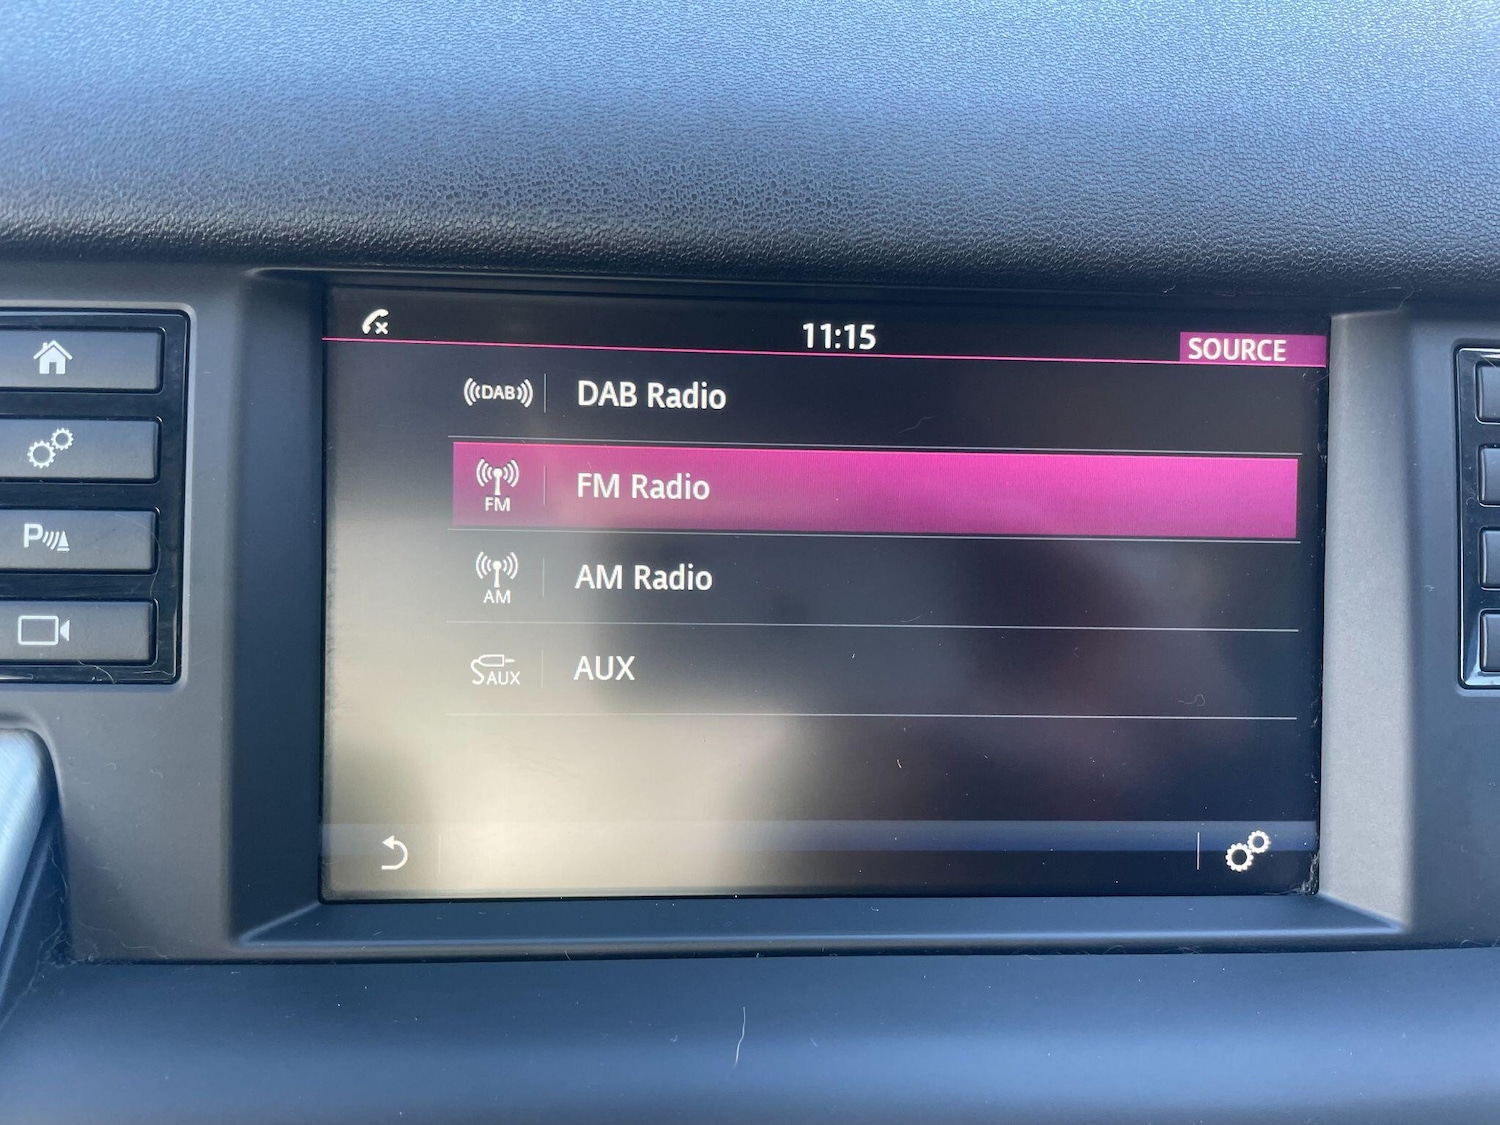 11:15
SOURCE
DAB
DAB Radio
FM
FM Radio
AM
AM Radio
AUX
AUX
P